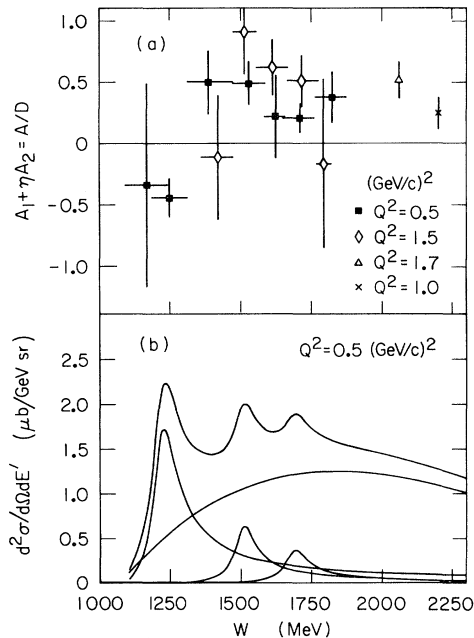 1.0
(a)
0.5
A₁+ηA₂=A/D
0
(GeV/c)²
-0.5
■ Q²=0.5
◇ Q²=1.5
-1.0
△ Q²=1.7
× Q²=1.0
(b)
Q²=0.5 (GeV/c)²
2.5
d²σ/dΩdE' (μb/GeV sr)
2.0
1.5
1.0
0.5
0
1000 1250 1500 1750 2000 2250
W (MeV)